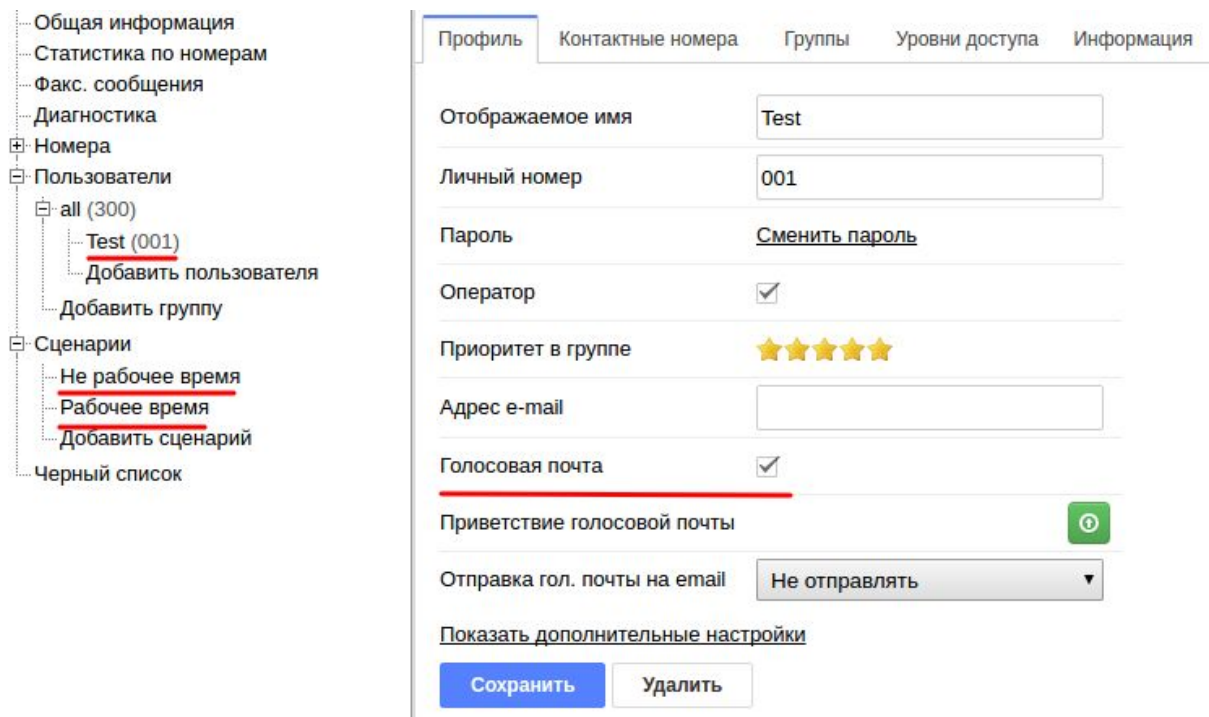 Общая информация
Статистика по номерам
Факс. сообщения
Диагностика
Номера
Пользователи
all (300)
Test (001)
Добавить пользователя
Добавить группу
Сценарии
Не рабочее время
Рабочее время
Добавить сценарий
Черный список
Профиль Контактные номера Группы Уровни доступа Информация
Отображаемое имя Test
Личный номер 001
Пароль Сменить пароль
Оператор
Приоритет в группе
Адрес e-mail
Голосовая почта
Приветствие голосовой почты
Отправка гол. почты на email Не отправлять
Показать дополнительные настройки
Сохранить Удалить